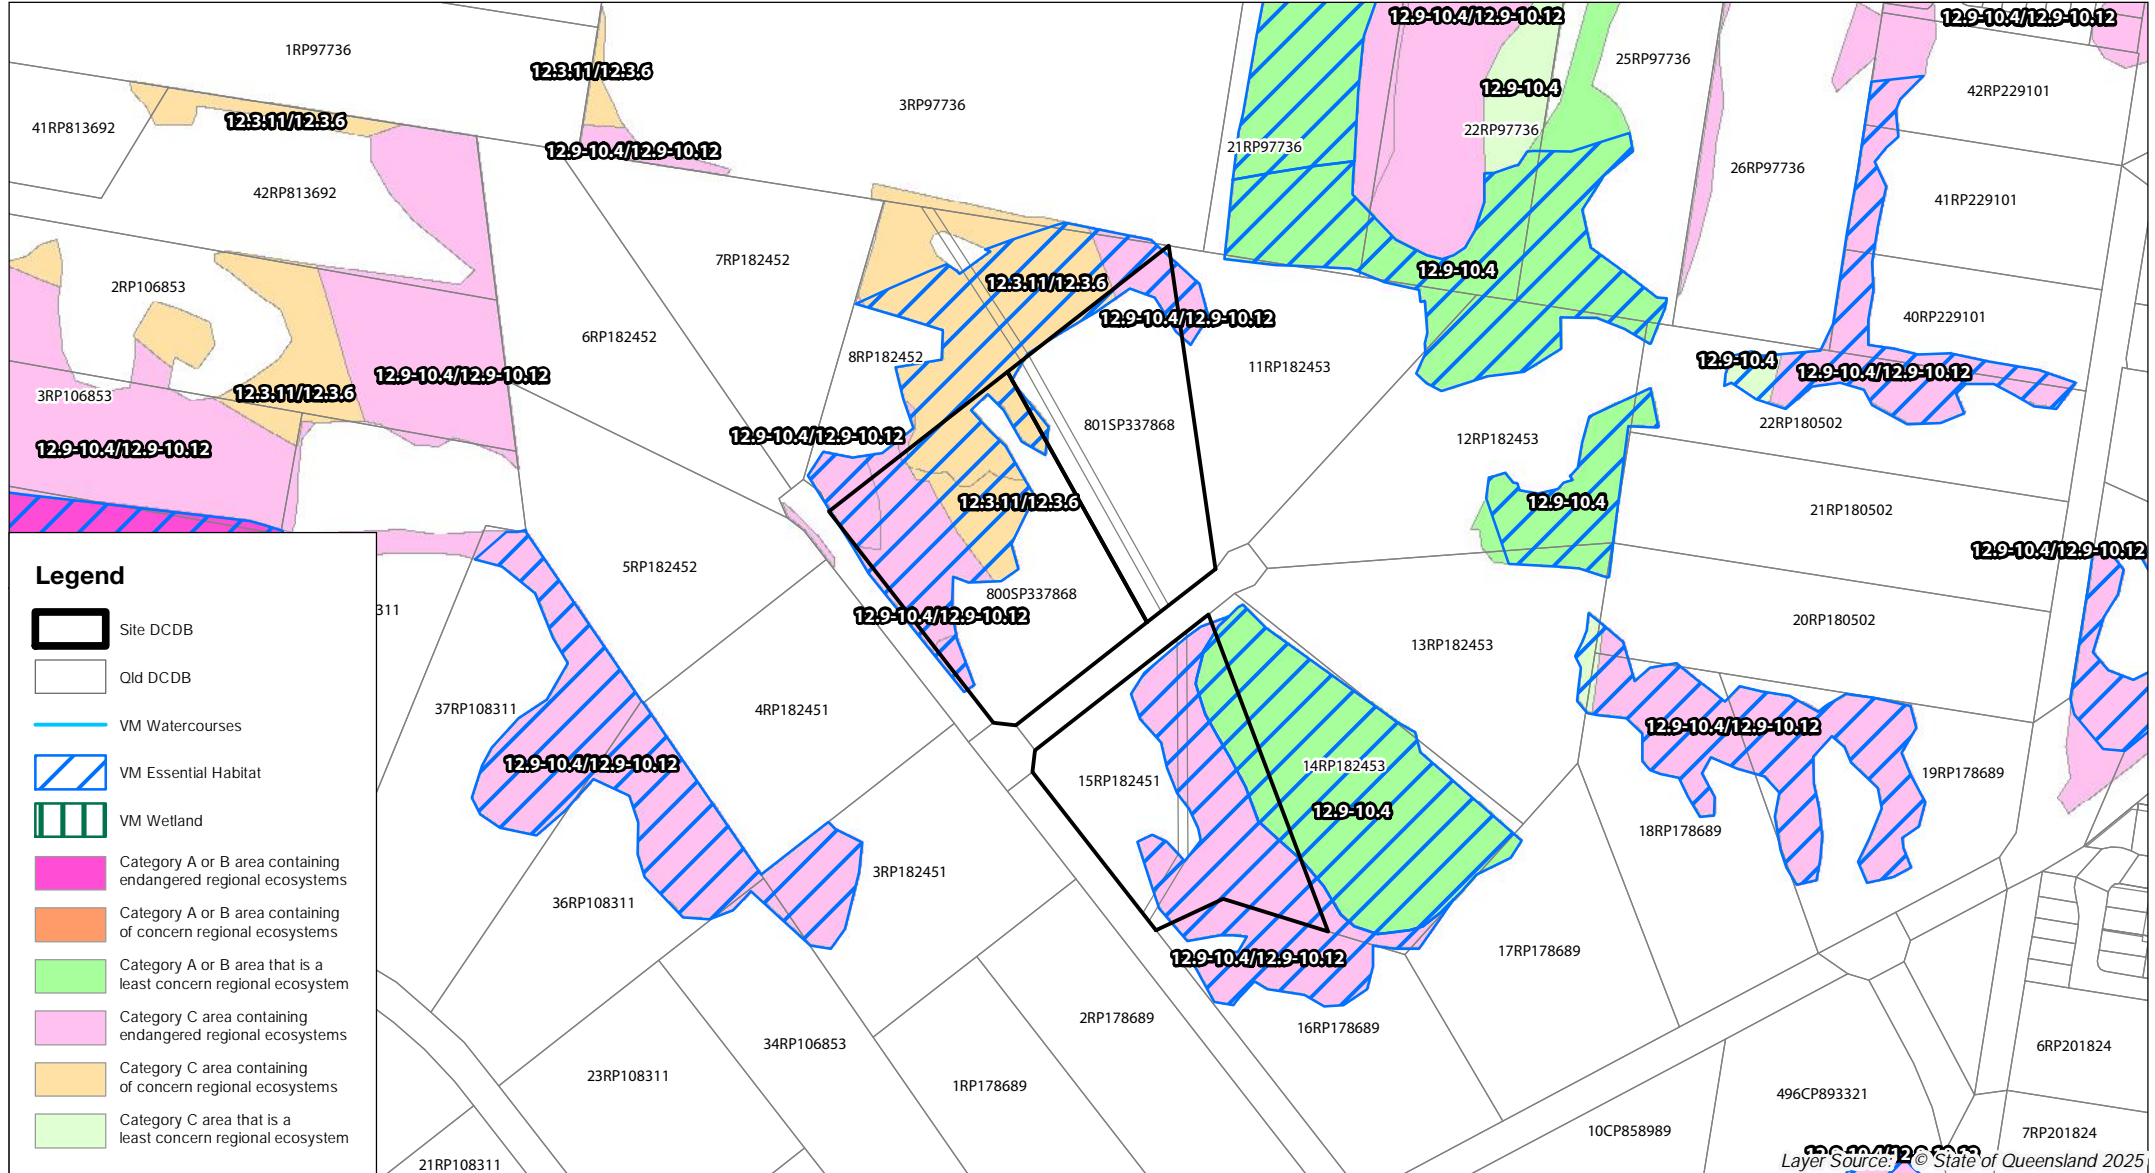 12.9-10.4/12.9-10.12
12.9-10.4/12.9-10.12
1RP97736
25RP97736
12.3.11/12.3.6
12.9-10.4
42RP229101
3RP97736
12.3.11/12.3.6
41RP813692
22RP97736
21RP97736
12.9-10.4/12.9-10.12
26RP97736
42RP813692
41RP229101
7RP182452
12.9-10.4
2RP106853
12.3.11/12.3.6
12.9-10.4/12.9-10.12
40RP229101
6RP182452
8RP182452
11RP182453
12.9-10.4
12.9-10.4/12.9-10.12
12.9-10.4/12.9-10.12
3RP106853
12.3.11/12.3.6
22RP180502
801SP337868
12.9-10.4/12.9-10.12
12RP182453
12.9-10.4/12.9-10.12
12.3.11/12.3.6
12.9-10.4
21RP180502
12.9-10.4/12.9-10.12
5RP182452
800SP337868
311
12.9-10.4/12.9-10.12
20RP180502
13RP182453
37RP108311
4RP182451
12.9-10.4/12.9-10.12
12.9-10.4/12.9-10.12
14RP182453
19RP178689
15RP182451
12.9-10.4
18RP178689
3RP182451
36RP108311
17RP178689
12.9-10.4/12.9-10.12
2RP178689
16RP178689
34RP106853
6RP201824
23RP108311
1RP178689
496CP893321
10CP858989
7RP201824
21RP108311
Legend
Site DCDB
Qld DCDB
VM Watercourses
VM Essential Habitat
VM Wetland
Category A or B area containing
endangered regional ecosystems
Category A or B area containing
of concern regional ecosystems
Category A or B area that is a
least concern regional ecosystem
Category C area containing
endangered regional ecosystems
Category C area containing
of concern regional ecosystems
Category C area that is a
least concern regional ecosystem
Layer Source: © State of Queensland 2025